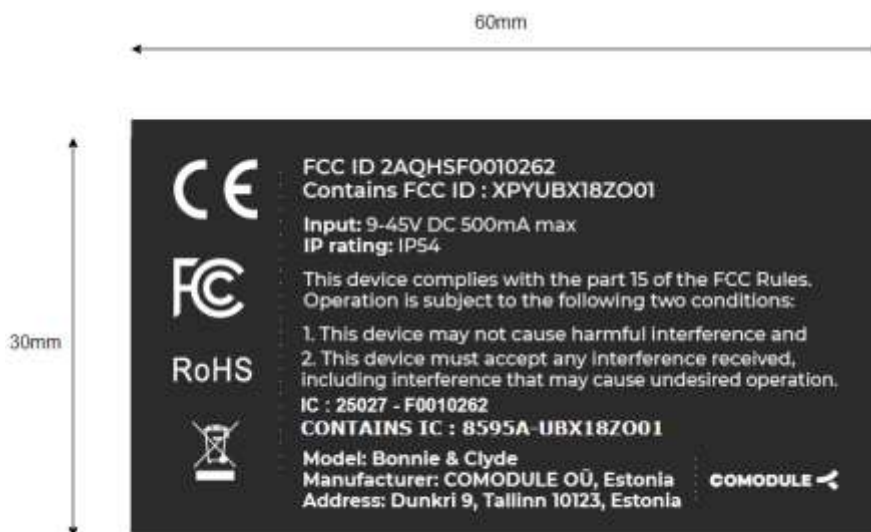 60mm
30mm
CE
FC
RoHS
FCC ID 2AQHSF0010262
Contains FCC ID : XPYUBX18ZO01
Input: 9-45V DC 500mA max
IP rating: IP54
This device complies with the part 15 of the FCC Rules.
Operation is subject to the following two conditions:
1. This device may not cause harmful interference and
2. This device must accept any interference received,
including interference that may cause undesired operation.
IC : 25027 - F0010262
CONTAINS IC : 8595A-UBX18ZO01
Model: Bonnie & Clyde
Manufacturer: COMODULE OÜ, Estonia
Address: Dunkri 9, Tallinn 10123, Estonia
COMODULE